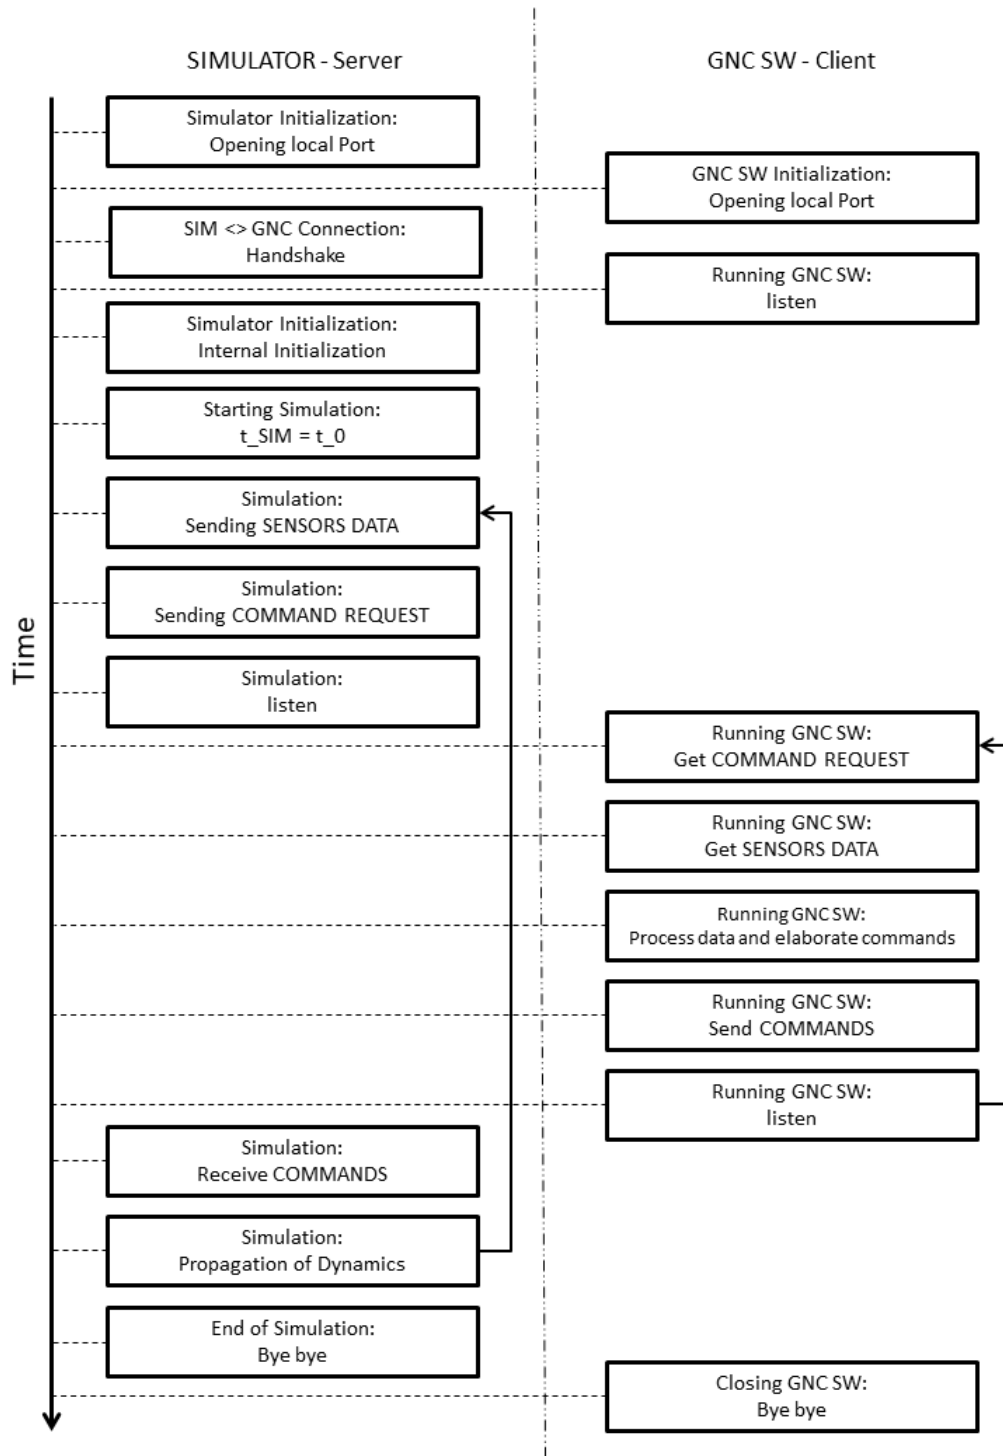 SIMULATOR - Server
GNC SW - Client
Simulator Initialization:
Opening local Port
GNC SW Initialization:
Opening local Port
SIM <> GNC Connection:
Handshake
Running GNC SW:
listen
Simulator Initialization:
Internal Initialization
Starting Simulation:
t_SIM = t_0
Simulation:
Sending SENSORS DATA
Simulation:
Sending COMMAND REQUEST
Time
Simulation:
listen
Running GNC SW:
Get COMMAND REQUEST
Running GNC SW:
Get SENSORS DATA
Running GNC SW:
Process data and elaborate commands
Running GNC SW:
Send COMMANDS
Running GNC SW:
listen
Simulation:
Receive COMMANDS
Simulation:
Propagation of Dynamics
End of Simulation:
Bye bye
Closing GNC SW:
Bye bye